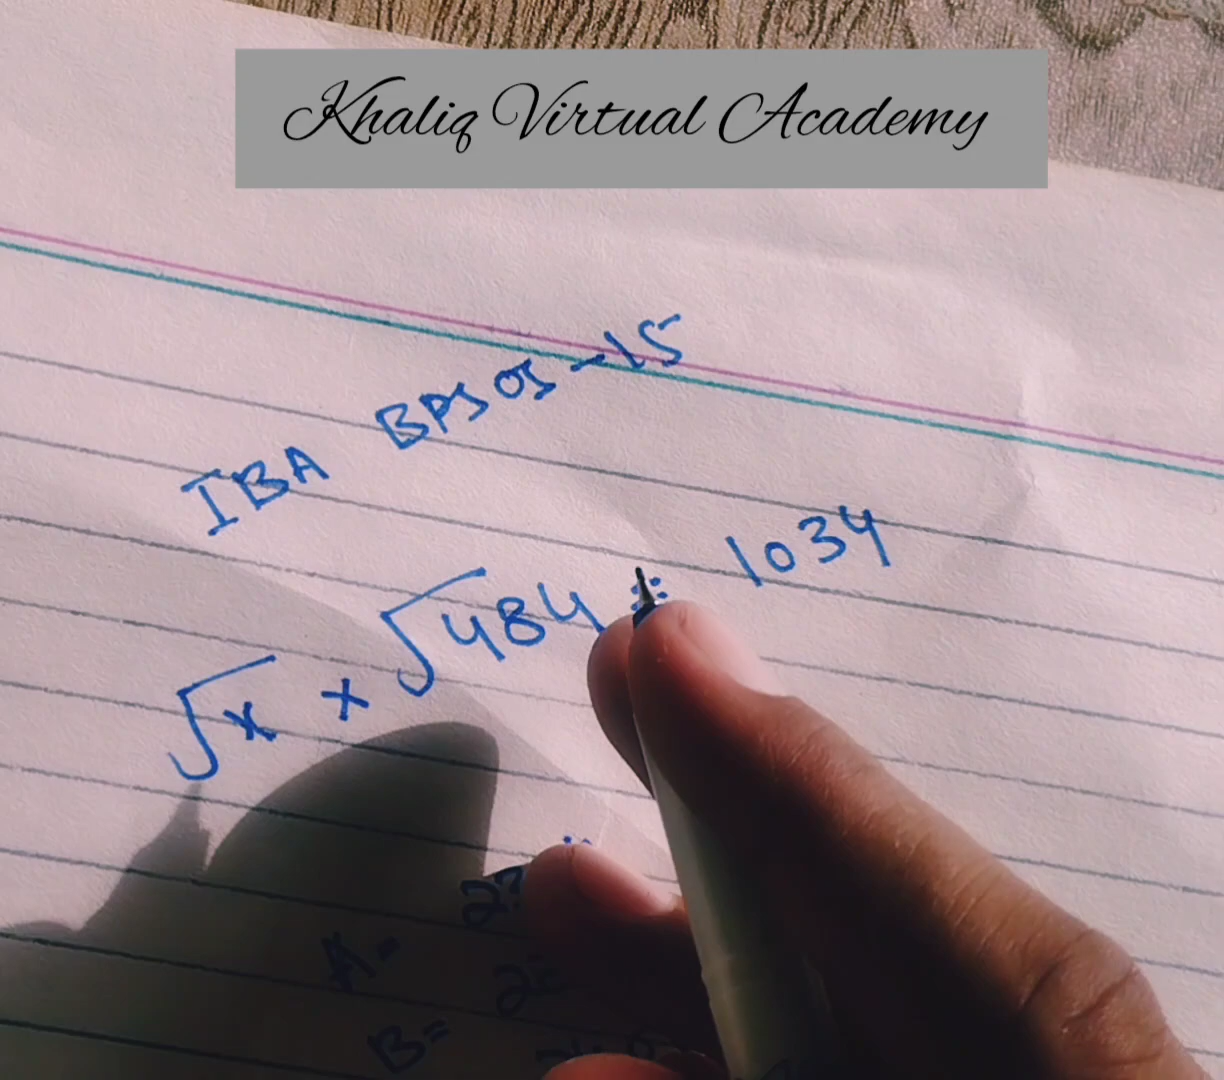 Khaliq Virtual Academy
IBA BPS 05-15
√x × √484 = 1034
A=
B=